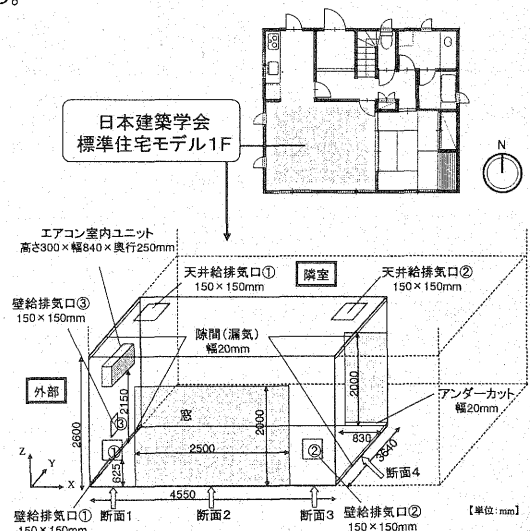 る。
日本建築学会
標準住宅モデル1F
N
エアコン室内ユニット
高さ300×幅840×奥行250mm
天井給排気口①
150×150mm
隣室
天井給排気口②
150×150mm
壁給排気口③
150×150mm
隙間(漏気)
幅20mm
外部
2600
2150
③
①
625
窓
2000
2500
②
2000
アンダーカット
幅20mm
830
3640
断面4
Z
Y
X
4550
壁給排気口①
150×150mm
断面1
断面2
断面3
壁給排気口②
150×150mm
【単位:mm】